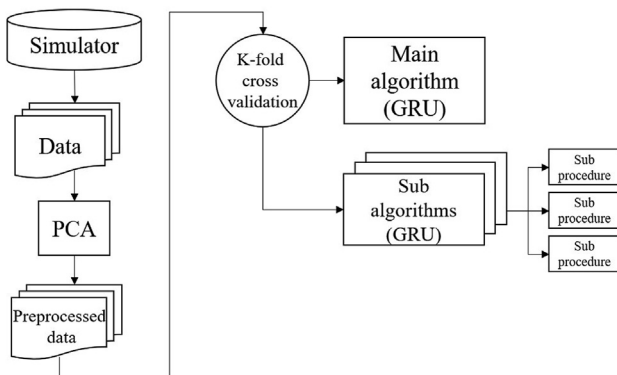 Simulator
Data
PCA
Preprocessed
data
K-fold
cross
validation
Main
algorithm
(GRU)
Sub
algorithms
(GRU)
Sub
procedure
Sub
procedure
Sub
procedure